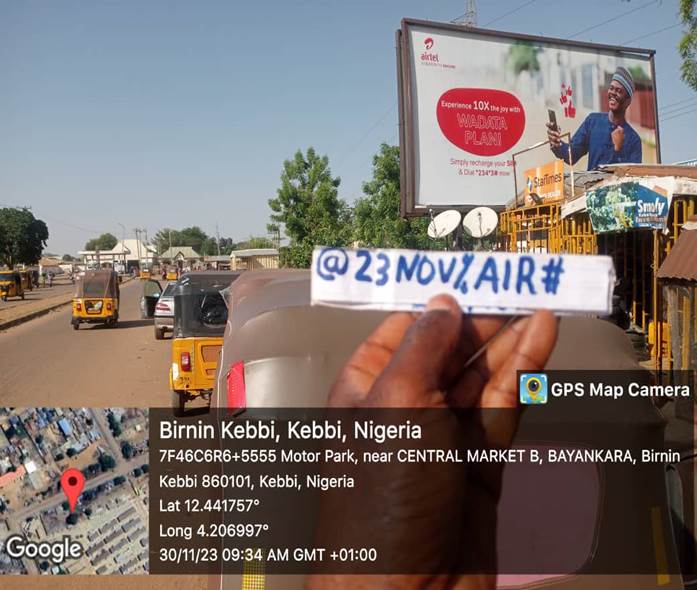 airtel
Experience 10X the joy with
WADATA
PLAN!
Simply recharge your SIM
& Dial *234*3# now
StarTimes
Simply
@23NOV%AIR#
GPS Map Camera
Birnin Kebbi, Kebbi, Nigeria
7F46C6R6+5555 Motor Park, near CENTRAL MARKET B, BAYANKARA, Birnin
Kebbi 860101, Kebbi, Nigeria
Lat 12.441757°
Long 4.206997°
30/11/23 09:34 AM GMT +01:00
Google